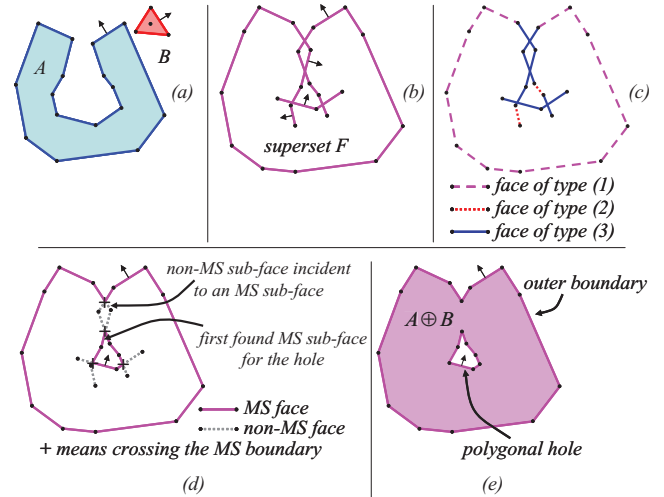 A
B
(a)
superset F
(b)
(c)
face of type (1)
face of type (2)
face of type (3)
non-MS sub-face incident
to an MS sub-face
first found MS sub-face
for the hole
MS face
non-MS face
+ means crossing the MS boundary
(d)
outer boundary
A⊕B
polygonal hole
(e)